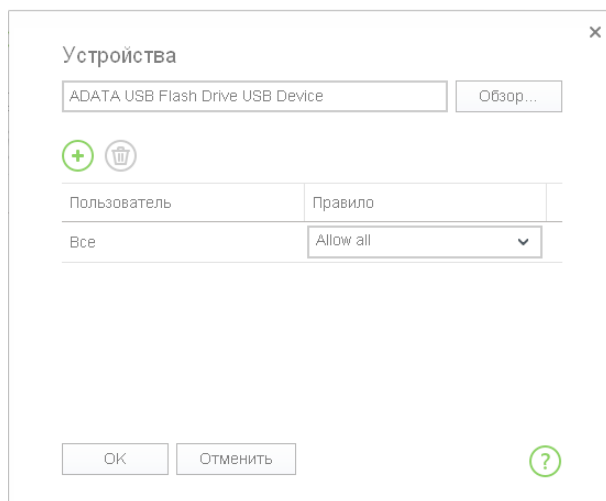 Устройства
ADATA USB Flash Drive USB Device
Обзор...
Пользователь Правило
Все Allow all
OK Отменить
?